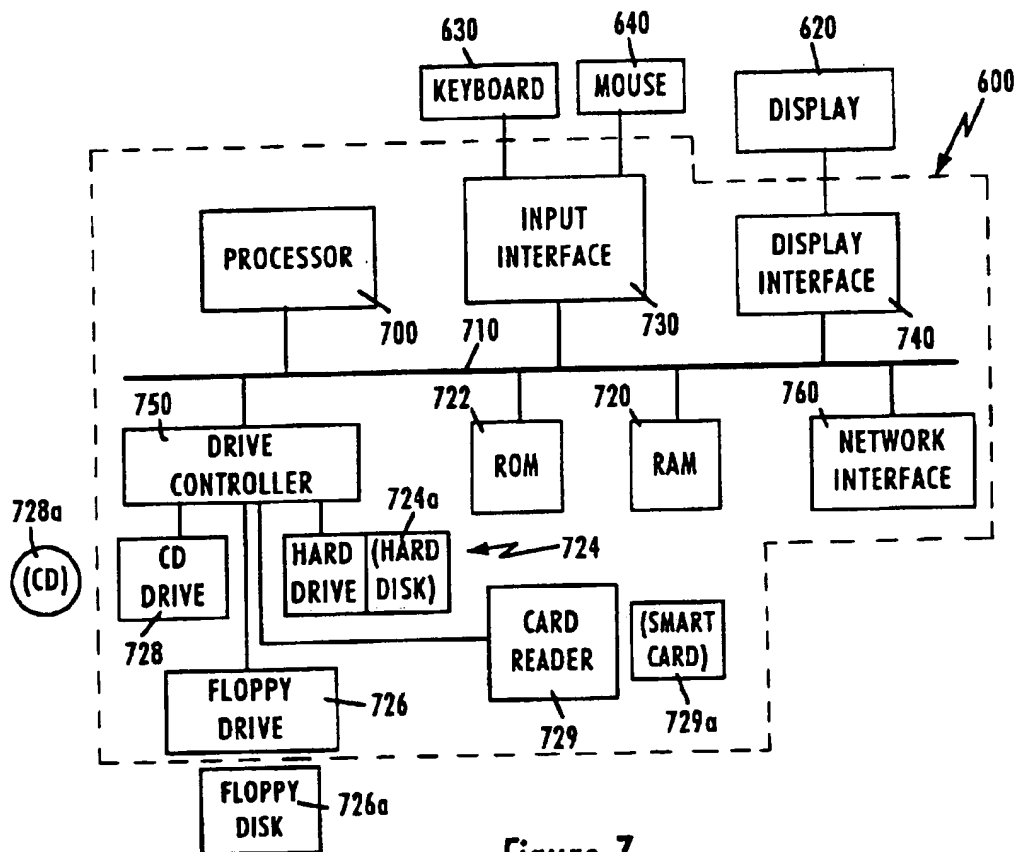 630
640
620
600
KEYBOARD
MOUSE
DISPLAY
PROCESSOR
700
INPUT
INTERFACE
730
DISPLAY
INTERFACE
740
710
750
DRIVE
CONTROLLER
722
ROM
720
RAM
760
NETWORK
INTERFACE
728a
(CD)
CD
DRIVE
728
HARD
DRIVE
724a
(HARD
DISK)
724
CARD
READER
729
(SMART
CARD)
729a
FLOPPY
DRIVE
726
FLOPPY
DISK
726a
Figure 7